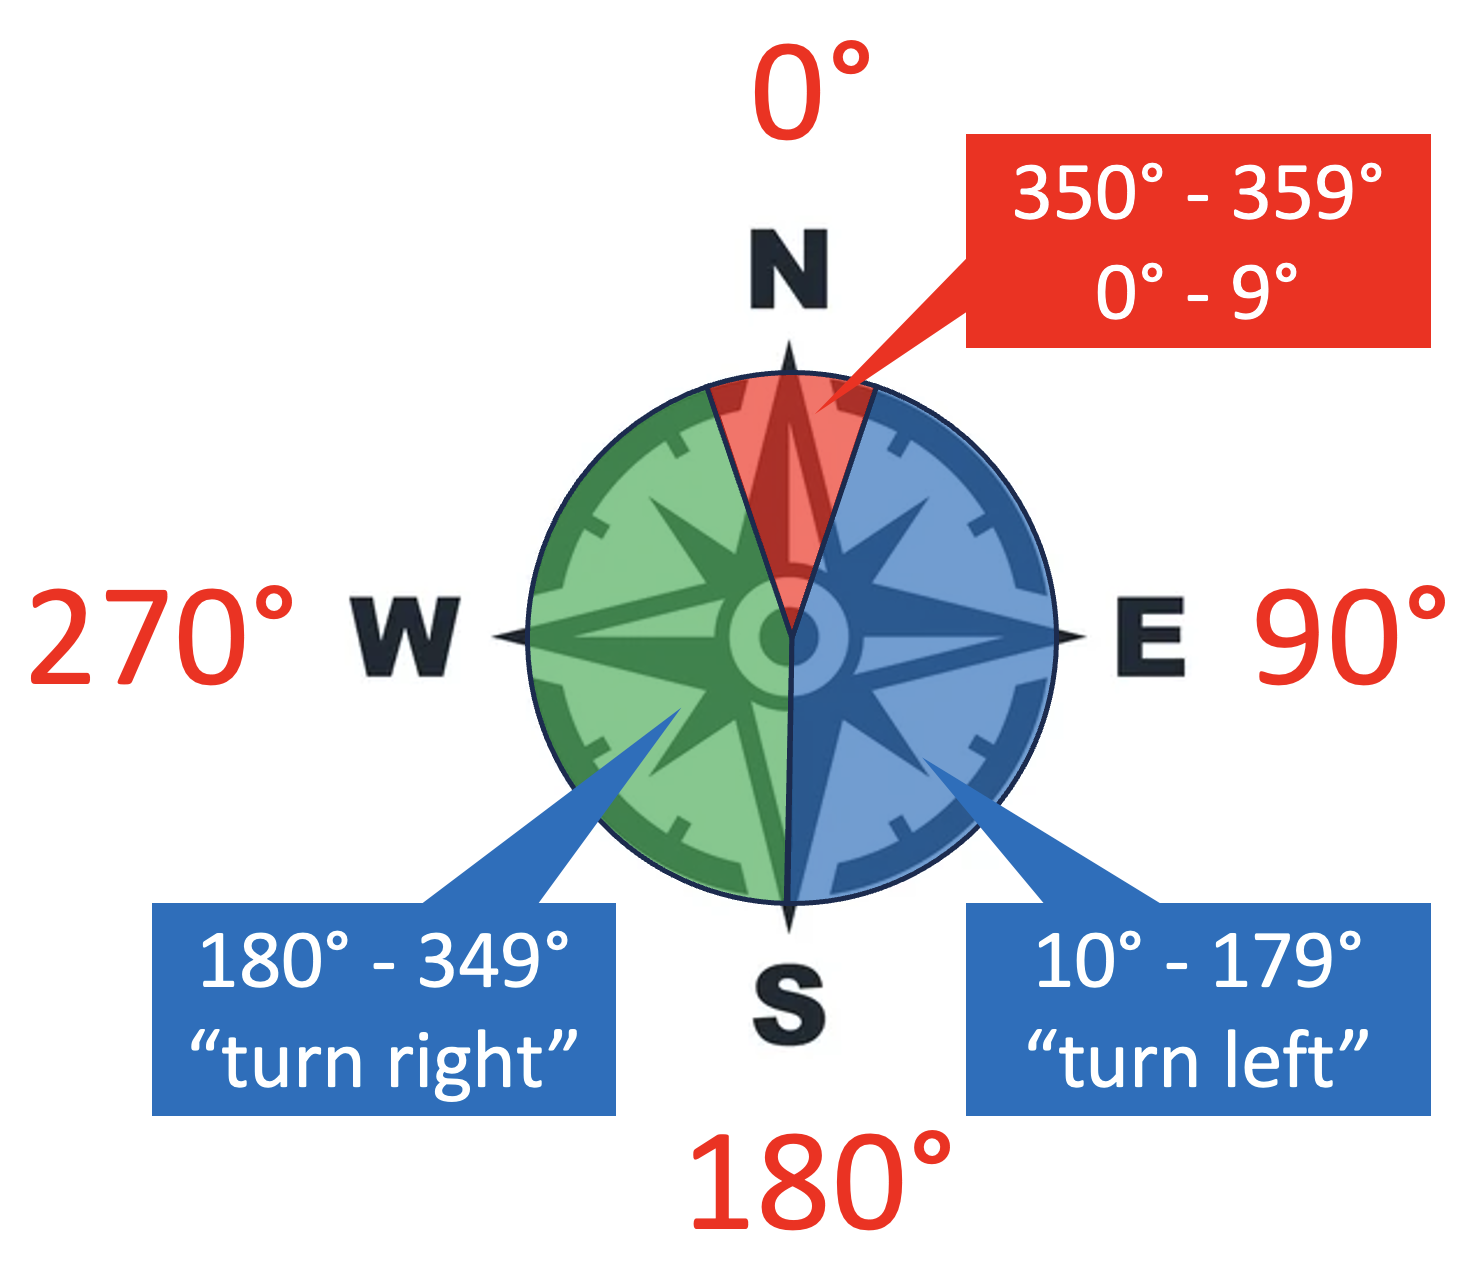 0°
350° - 359°
0° - 9°
N
270°
W
E
90°
180° - 349°
“turn right”
10° - 179°
“turn left”
S
180°